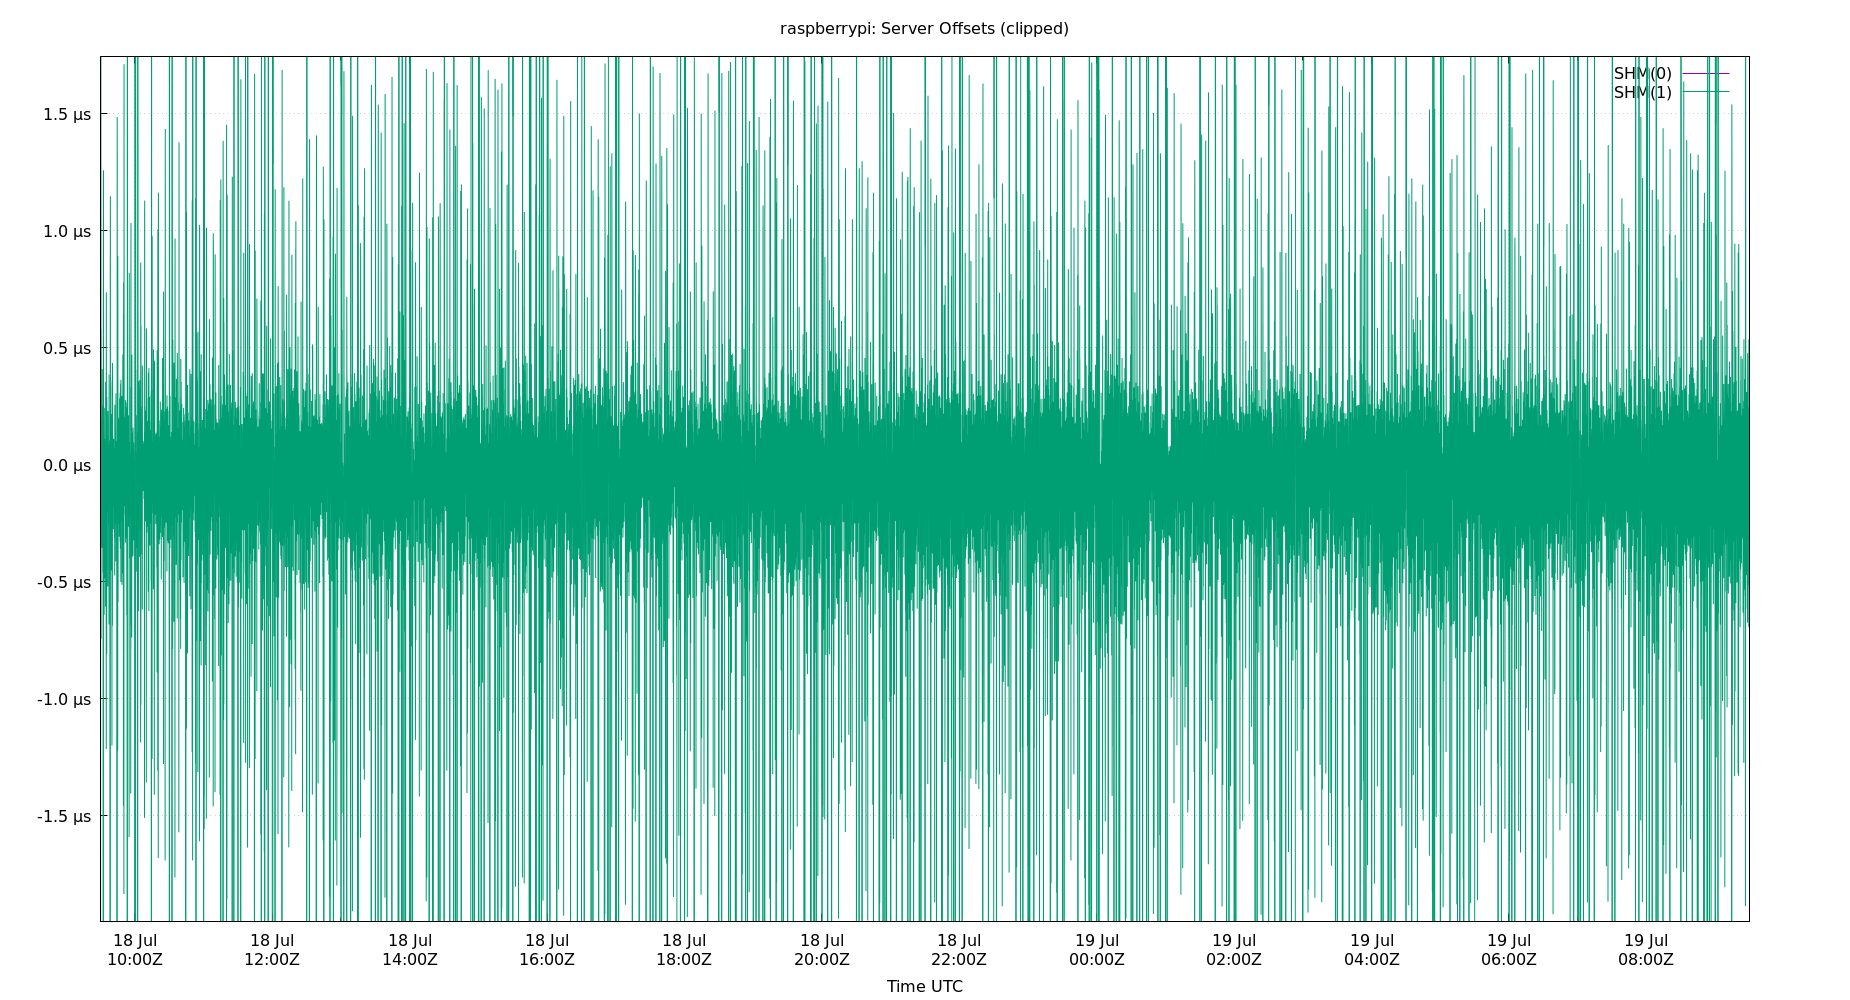 raspberrypi: Server Offsets (clipped)
SHM(0)
SHM(1)
1.5 µs
1.0 µs
0.5 µs
0.0 µs
-0.5 µs
-1.0 µs
-1.5 µs
18 Jul 18 Jul 18 Jul 18 Jul 18 Jul 18 Jul 18 Jul 19 Jul 19 Jul 19 Jul 19 Jul 19 Jul
10:00Z 12:00Z 14:00Z 16:00Z 18:00Z 20:00Z 22:00Z 00:00Z 02:00Z 04:00Z 06:00Z 08:00Z
Time UTC